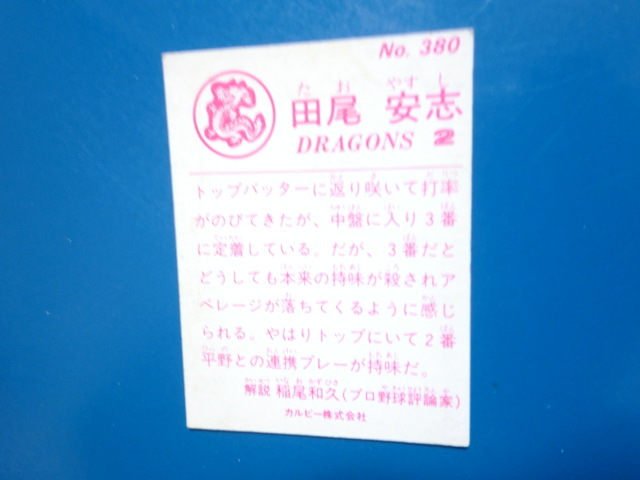 No. 380
たお やすし
田尾 安志
DRAGONS 2
トップバッターに返り咲いて打率
がのびてきたが、中盤に入り3番
に定着している。だが、3番だと
どうしても本来の持味が殺されア
ベレージが落ちてくるように感じ
られる。やはりトップにいて2番
平野との連携プレーが持味だ。
解説 稲尾和久(プロ野球評論家)
カルビー株式会社